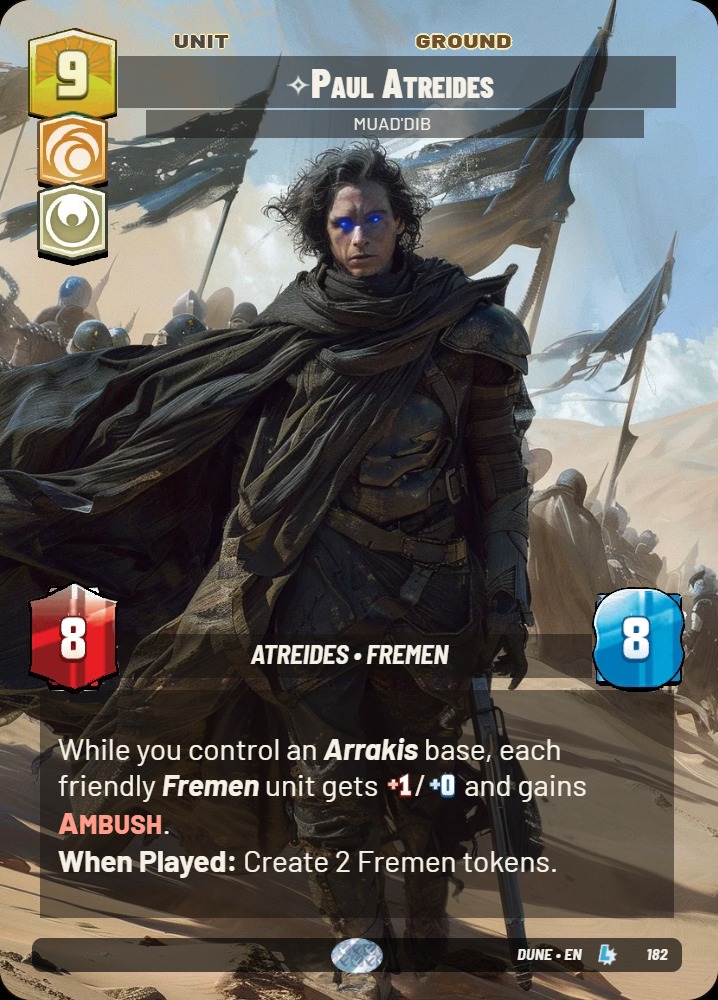 UNIT GROUND
9
PAUL ATREIDES
MUAD'DIB
8 8
ATREIDES • FREMEN
While you control an Arrakis base, each
friendly Fremen unit gets +1/+0 and gains
AMBUSH.
When Played: Create 2 Fremen tokens.
DUNE • EN 182